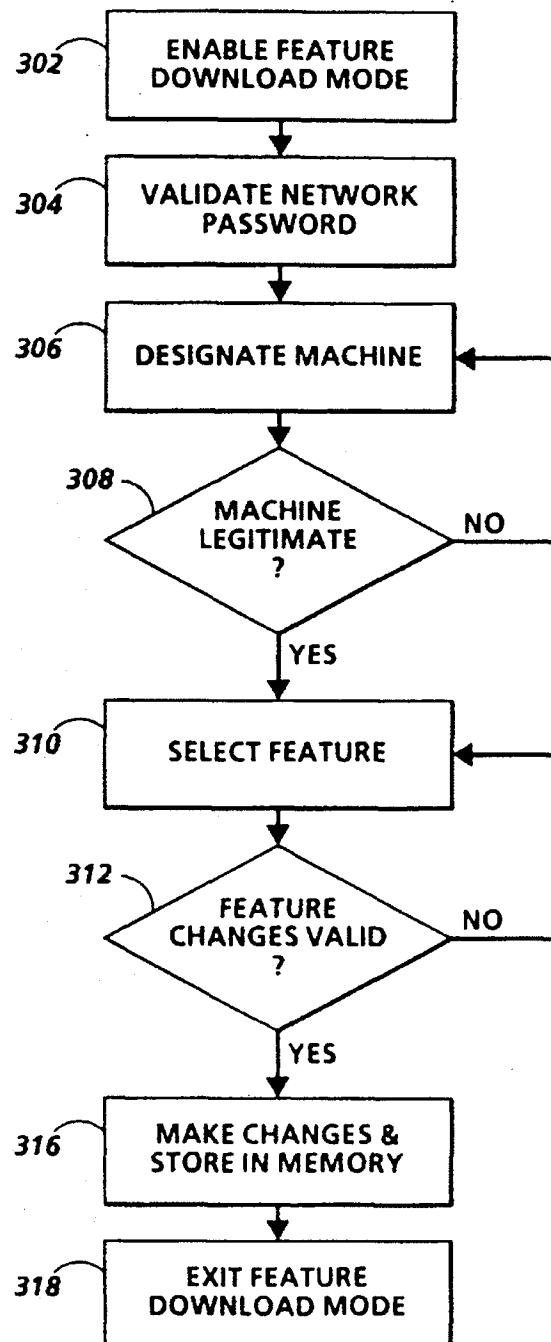 302
ENABLE FEATURE
DOWNLOAD MODE
304
VALIDATE NETWORK
PASSWORD
306
DESIGNATE MACHINE
308
MACHINE
LEGITIMATE
?
NO
YES
310
SELECT FEATURE
312
FEATURE
CHANGES VALID
?
NO
YES
316
MAKE CHANGES &
STORE IN MEMORY
318
EXIT FEATURE
DOWNLOAD MODE